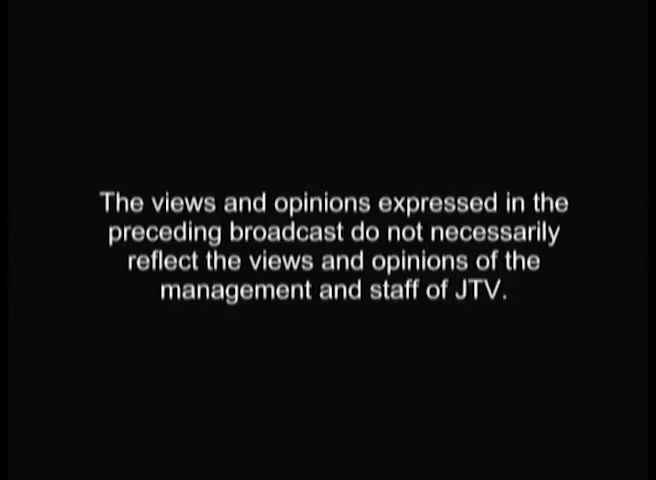 The views and opinions expressed in the
preceding broadcast do not necessarily
reflect the views and opinions of the
management and staff of JTV.